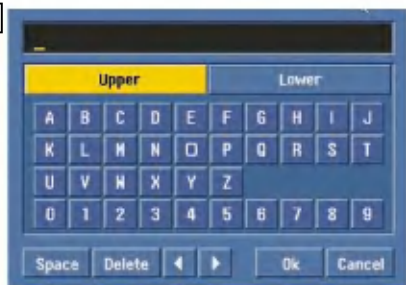 _
Upper Lower
A B C D E F G H I J
K L M N O P Q R S T
U V W X Y Z
0 1 2 3 4 5 6 7 8 9
Space Delete ◀ ▶ Ok Cancel